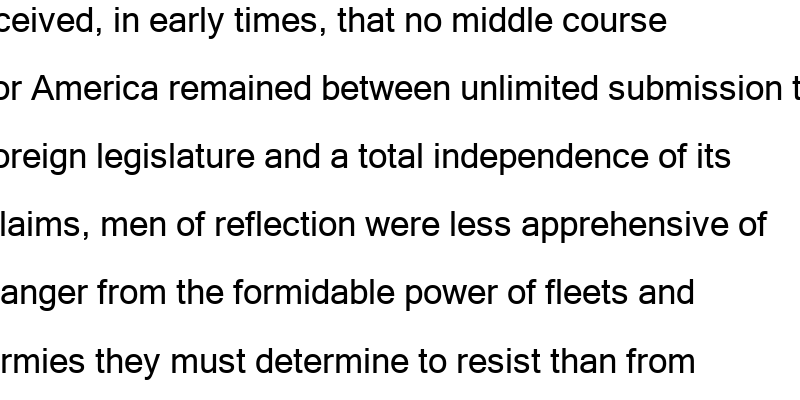 ceived, in early times, that no middle course
or America remained between unlimited submission t
oreign legislature and a total independence of its
laims, men of reflection were less apprehensive of
anger from the formidable power of fleets and
rmies they must determine to resist than from